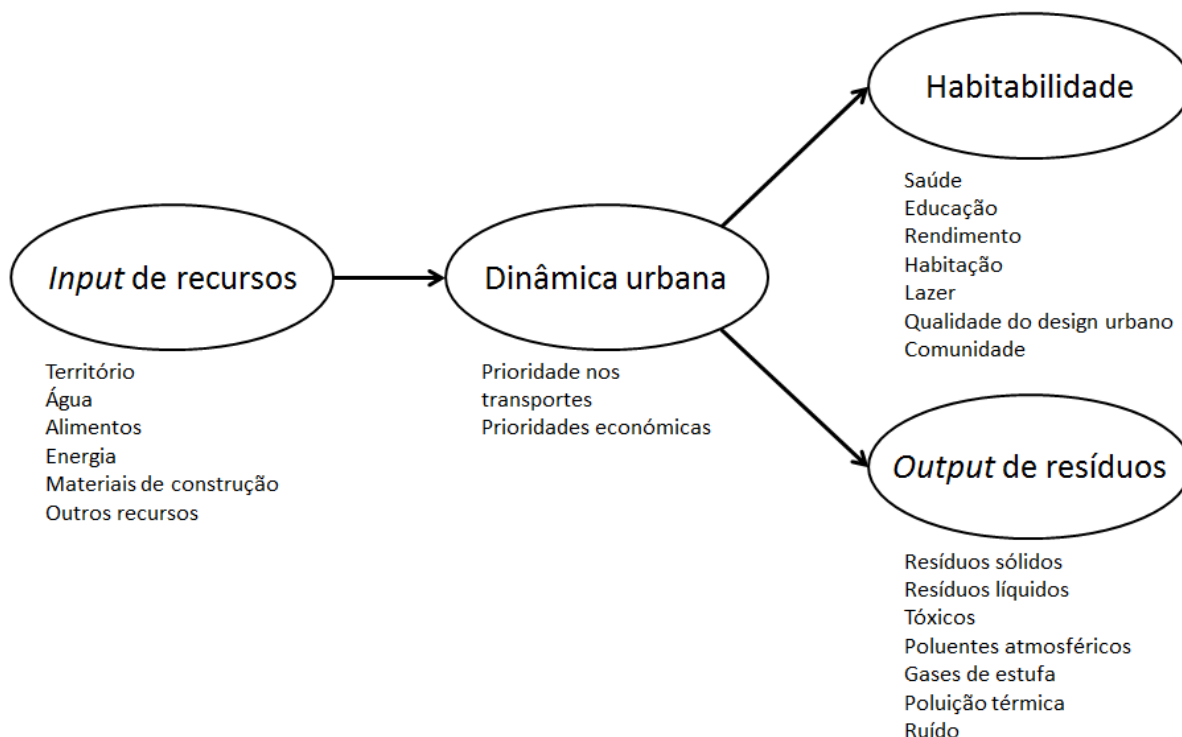 Input de recursos
Território
Água
Alimentos
Energia
Materiais de construção
Outros recursos
Dinâmica urbana
Prioridade nos
transportes
Prioridades económicas
Habitabilidade
Saúde
Educação
Rendimento
Habitação
Lazer
Qualidade do design urbano
Comunidade
Output de resíduos
Resíduos sólidos
Resíduos líquidos
Tóxicos
Poluentes atmosféricos
Gases de estufa
Poluição térmica
Ruído